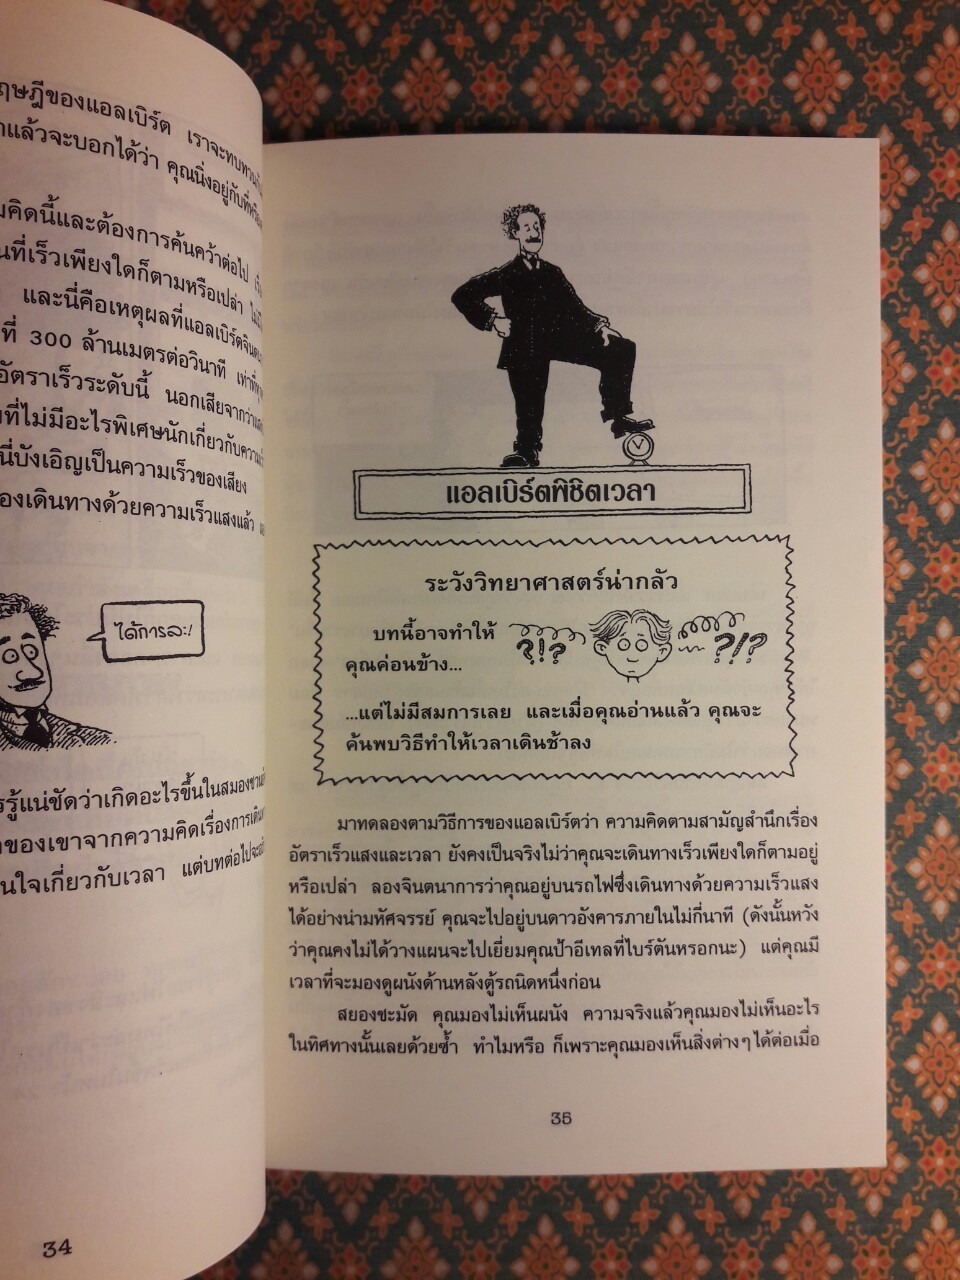 ฤษฎีของแอลเบิร์ต เราจะทบทวน
แล้วจะบอกได้ว่า คุณนิ่งอยู่กับที่หรือ
คิดนี้และต้องการค้นคว้าต่อไป
นที่เร็วเพียงใดก็ตามหรือเปล่า
และนี่คือเหตุผลที่แอลเบิร์ต
ที่ 300 ล้านเมตรต่อวินาที
อัตราเร็วระดับนี้ นอกเสียจากว่า
ที่ไม่มีอะไรพิเศษนักเกี่ยวกับความ
นี่บังเอิญเป็นความเร็วของเสียง
องเดินทางด้วยความเร็วแสงแล้ว
ได้การละ!
รรู้แน่ชัดว่าเกิดอะไรขึ้นในสมอง
ของเขาจากความคิดเรื่องการ
นใจเกี่ยวกับเวลา แต่บทต่อไปจะ
34
แอลเบิร์ตพิชิตเวลา
ระวังวิทยาศาสตร์น่ากลัว
บทนี้อาจทำให้
คุณค่อนข้าง...
?!? ?!?
...แต่ไม่มีสมการเลย และเมื่อคุณอ่านแล้ว คุณจะ
ค้นพบวิธีทำให้เวลาเดินช้าลง
มาทดลองตามวิธีการของแอลเบิร์ตว่า ความคิดตามสามัญสำนึกเรื่อง
อัตราเร็วแสงและเวลา ยังคงเป็นจริงไม่ว่าคุณจะเดินทางเร็วเพียงใดก็ตามอยู่
หรือเปล่า ลองจินตนาการว่าคุณอยู่บนรถไฟซึ่งเดินทางด้วยความเร็วแสง
ได้อย่างน่ามหัศจรรย์ คุณจะไปอยู่บนดาวอังคารภายในไม่กี่นาที (ดังนั้นหวัง
ว่าคุณคงไม่ได้วางแผนจะไปเยี่ยมคุณป้าอีเทลที่ไบร์ตันหรอกนะ) แต่คุณมี
เวลาที่จะมองดูผนังด้านหลังตู้รถนิดหนึ่งก่อน
สยองชะมัด คุณมองไม่เห็นผนัง ความจริงแล้วคุณมองไม่เห็นอะไร
ในทิศทางนั้นเลยด้วยซ้ำ ทำไมหรือ ก็เพราะคุณมองเห็นสิ่งต่างๆ ได้ต่อเมื่อ
35